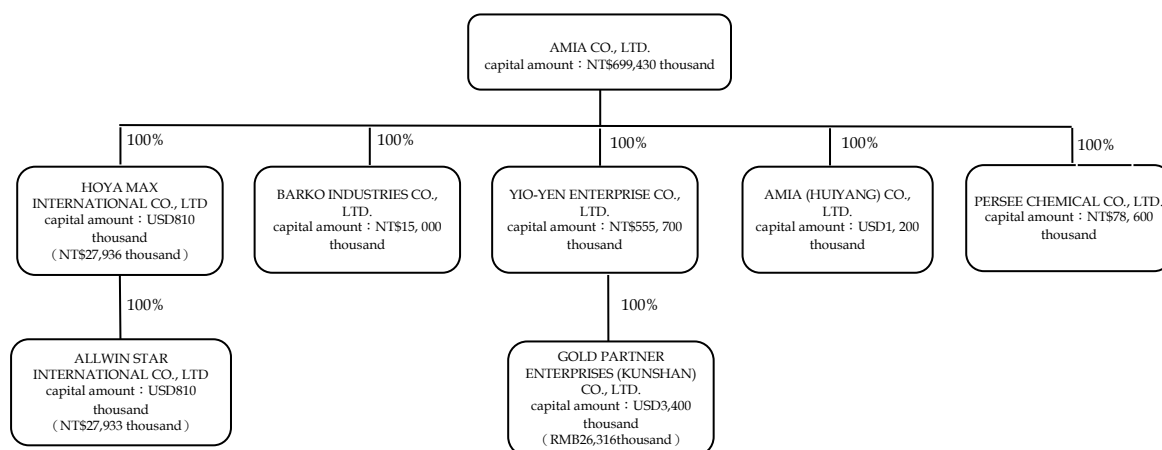 AMIA CO., LTD.
capital amount：NT$699,430 thousand
100%
100%
100%
100%
100%
HOYA MAX
INTERNATIONAL CO., LTD
capital amount：USD810
thousand
（NT$27,936 thousand）
BARKO INDUSTRIES CO.,
LTD.
capital amount：NT$15, 000
thousand
YIO-YEN ENTERPRISE CO.,
LTD.
capital amount：NT$555, 700
thousand
AMIA (HUIYANG) CO.,
LTD.
capital amount：USD1, 200
thousand
PERSEE CHEMICAL CO., LTD.
capital amount：NT$78, 600
thousand
100%
100%
ALLWIN STAR
INTERNATIONAL CO., LTD
capital amount：USD810
thousand
（NT$27,933 thousand）
GOLD PARTNER
ENTERPRISES (KUNSHAN)
CO., LTD.
capital amount：USD3,400
thousand
（RMB26,316thousand）